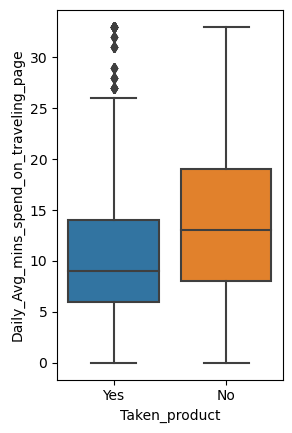 Daily_Avg_mins_spend_on_traveling_page
30
25
20
15
10
5
0
Yes
No
Taken_product